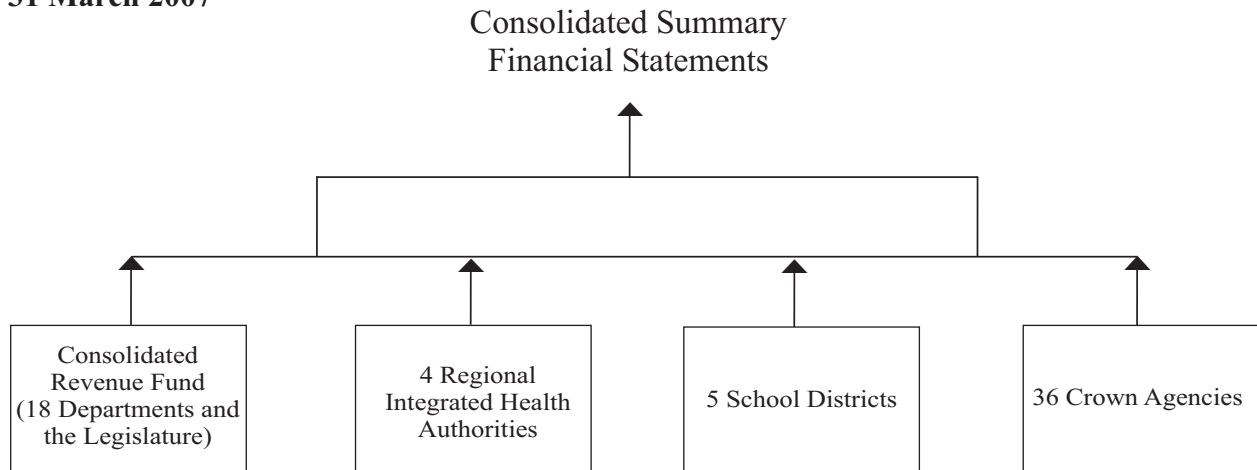 31 March 2007
Consolidated Summary
Financial Statements
Consolidated
Revenue Fund
(18 Departments and
the Legislature)
4 Regional
Integrated Health
Authorities
5 School Districts
36 Crown Agencies